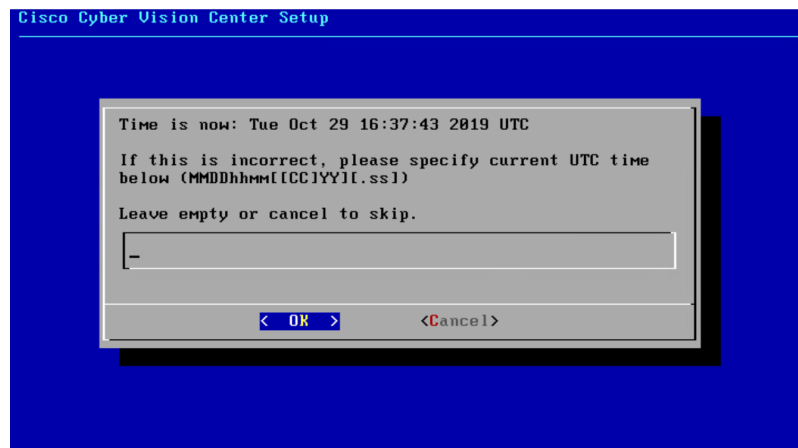 Cisco Cyber Vision Center Setup
Time is now: Tue Oct 29 16:37:43 2019 UTC
If this is incorrect, please specify current UTC time
below (MMDDhhmm[[CC]YY][.ss])
Leave empty or cancel to skip.
_
< OK > <Cancel>